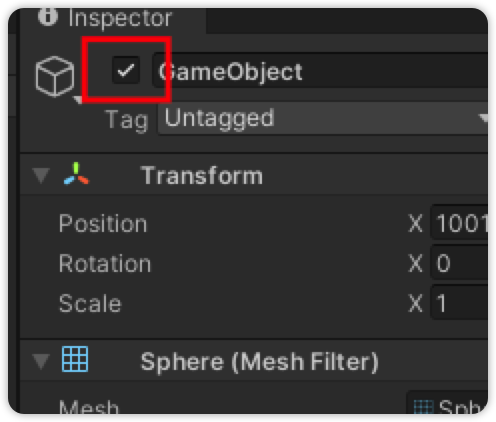 Inspector
GameObject
Tag Untagged
Transform
Position X 1001
Rotation X 0
Scale X 1
Sphere (Mesh Filter)
Mesh Sph